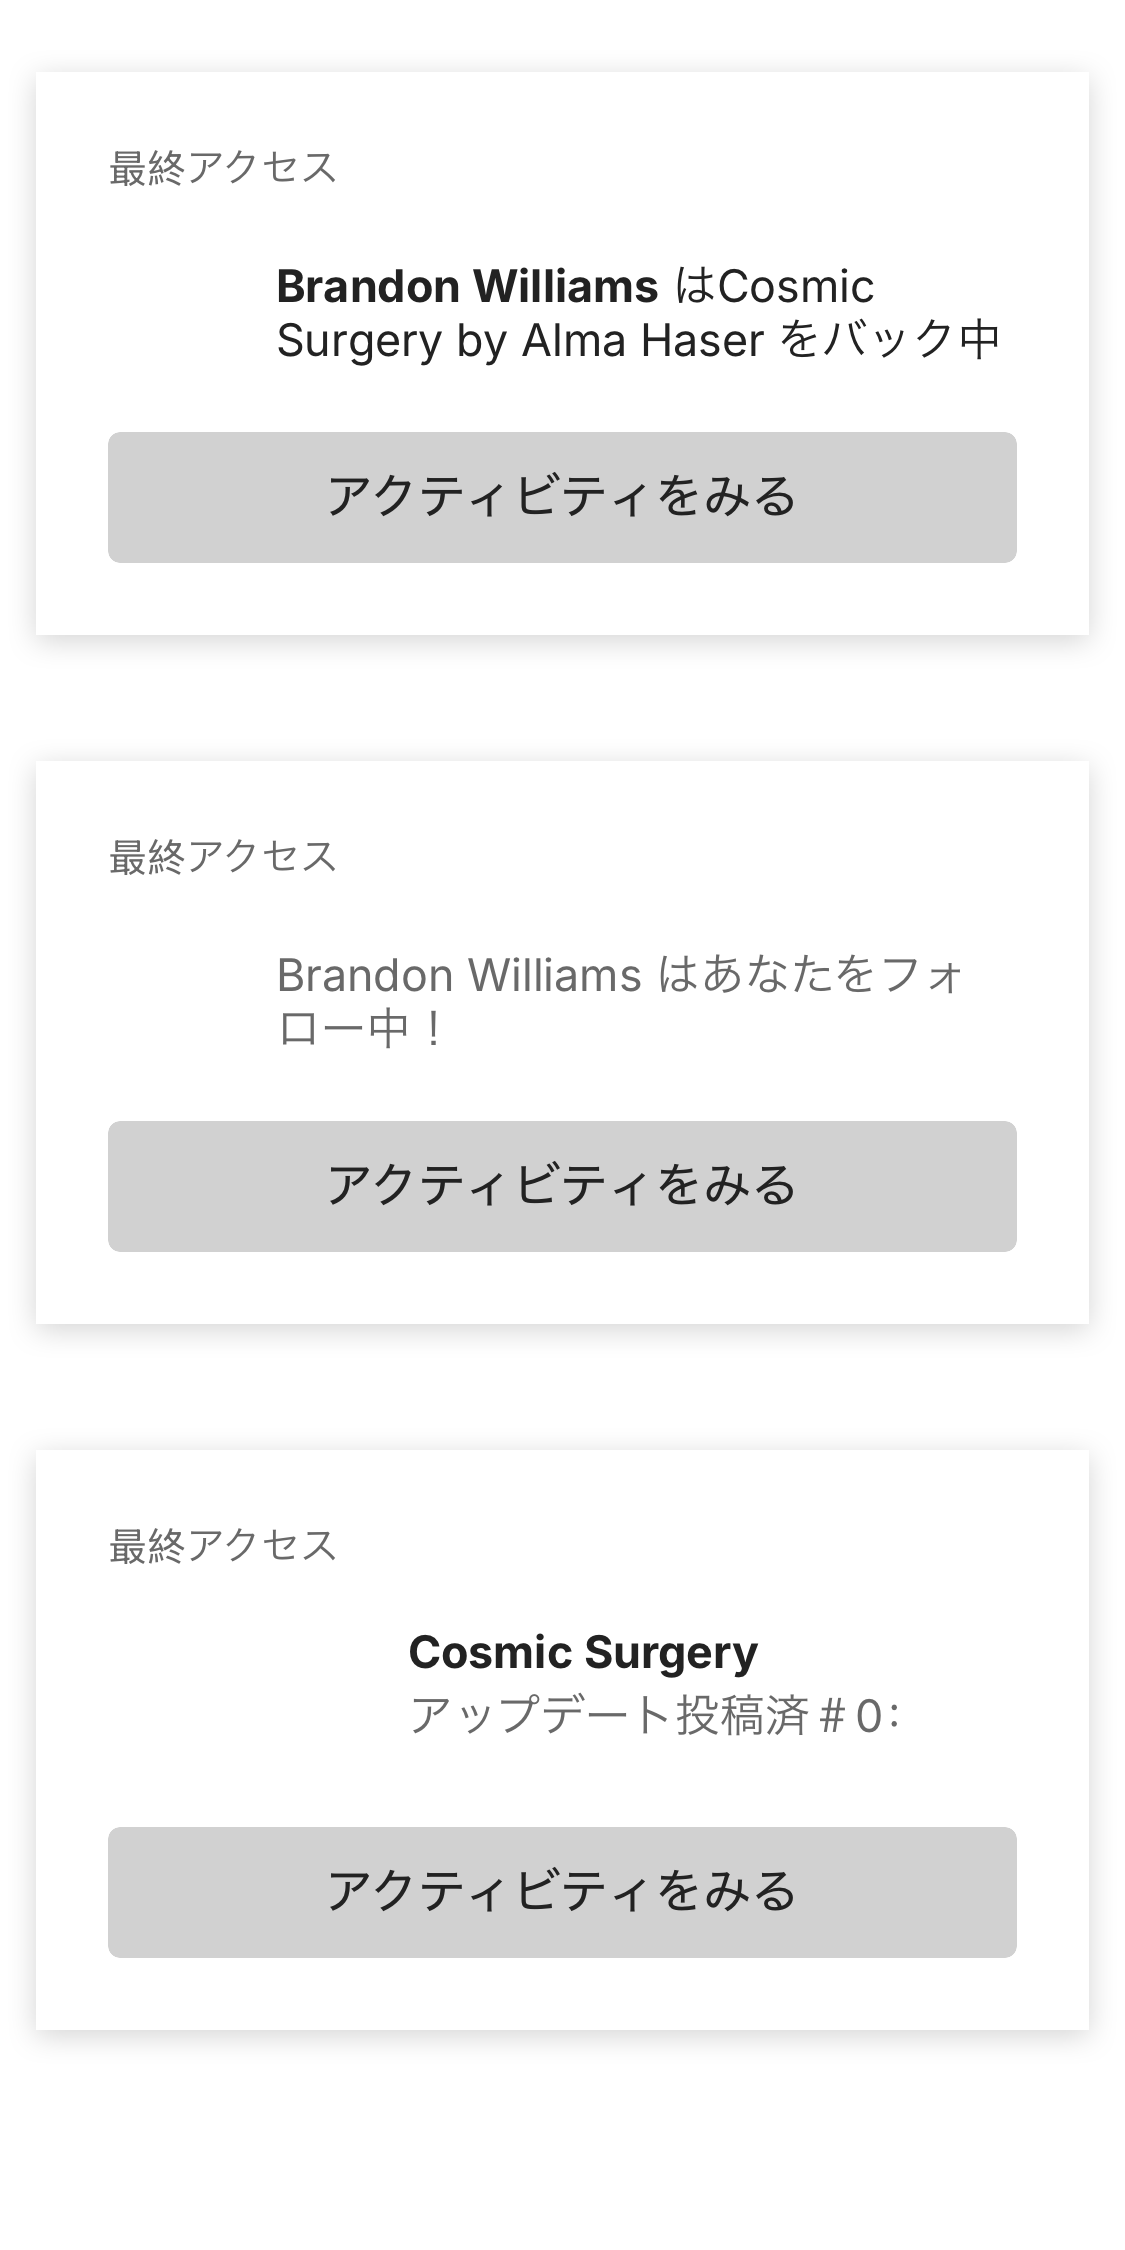 最終アクセス
Brandon Williams はCosmic
Surgery by Alma Haser をバック中
アクティビティをみる
最終アクセス
Brandon Williams はあなたをフォ
ロー中！
アクティビティをみる
最終アクセス
Cosmic Surgery
アップデート投稿済＃0:
アクティビティをみる